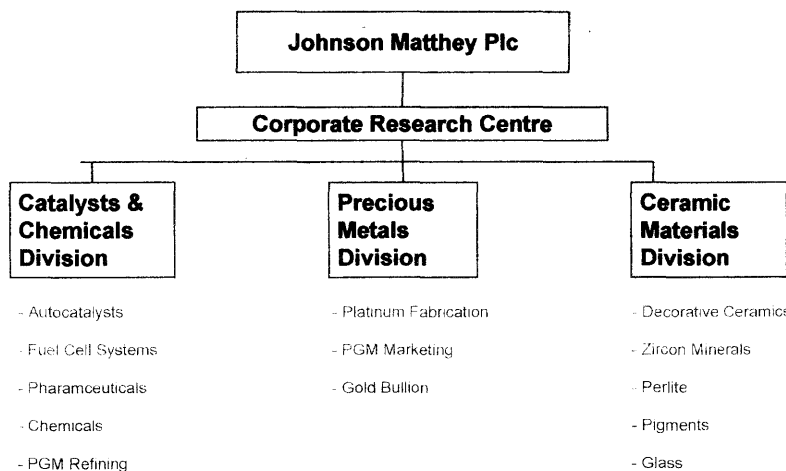 Johnson Matthey Plc
Corporate Research Centre
Catalysts &
Chemicals
Division
- Autocatalysts
- Fuel Cell Systems
- Pharamceuticals
- Chemicals
- PGM Refining
Precious
Metals
Division
- Platinum Fabrication
- PGM Marketing
- Gold Bullion
Ceramic
Materials
Division
- Decorative Ceramics
- Zircon Minerals
- Perlite
- Pigments
- Glass